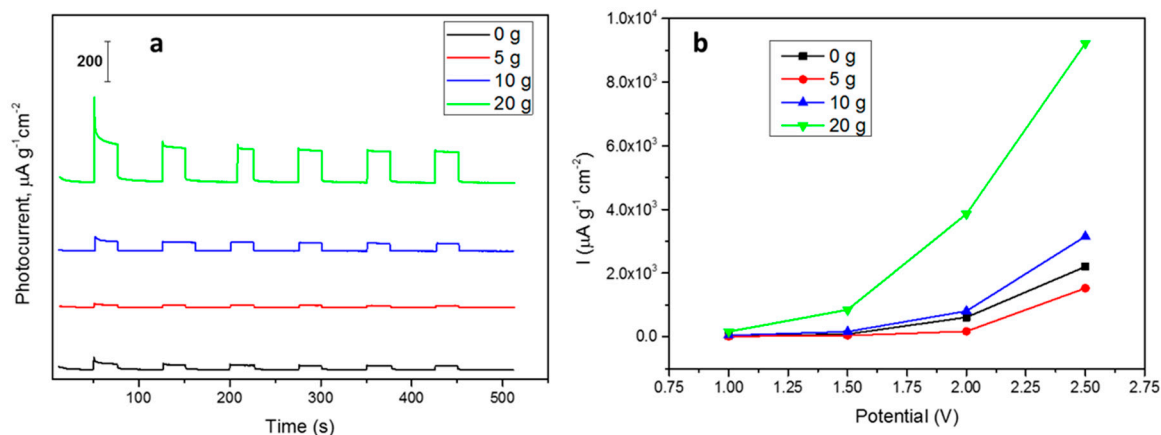 a
200
0 g
5 g
10 g
20 g
Photocurrent, µA g⁻¹cm⁻²
100 200 300 400 500
Time (s)
b
0 g
5 g
10 g
20 g
I (µA g⁻¹ cm⁻²)
1.0x10⁴
8.0x10³
6.0x10³
4.0x10³
2.0x10³
0.0
0.75 1.00 1.25 1.50 1.75 2.00 2.25 2.50 2.75
Potential (V)